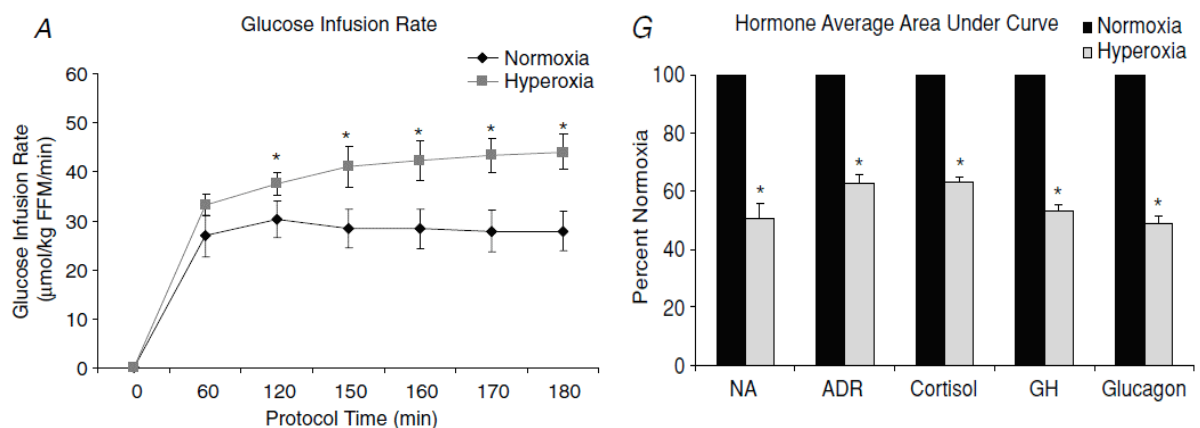 A
Glucose Infusion Rate
Normoxia
Hyperoxia
60
50
40
30
20
10
0
Glucose Infusion Rate
(μmol/kg FFM/min)
* * * * * *
0 60 120 150 160 170 180
Protocol Time (min)
G
Hormone Average Area Under Curve
Normoxia
Hyperoxia
100
80
60
40
20
0
Percent Normoxia
* * * * *
NA ADR Cortisol GH Glucagon